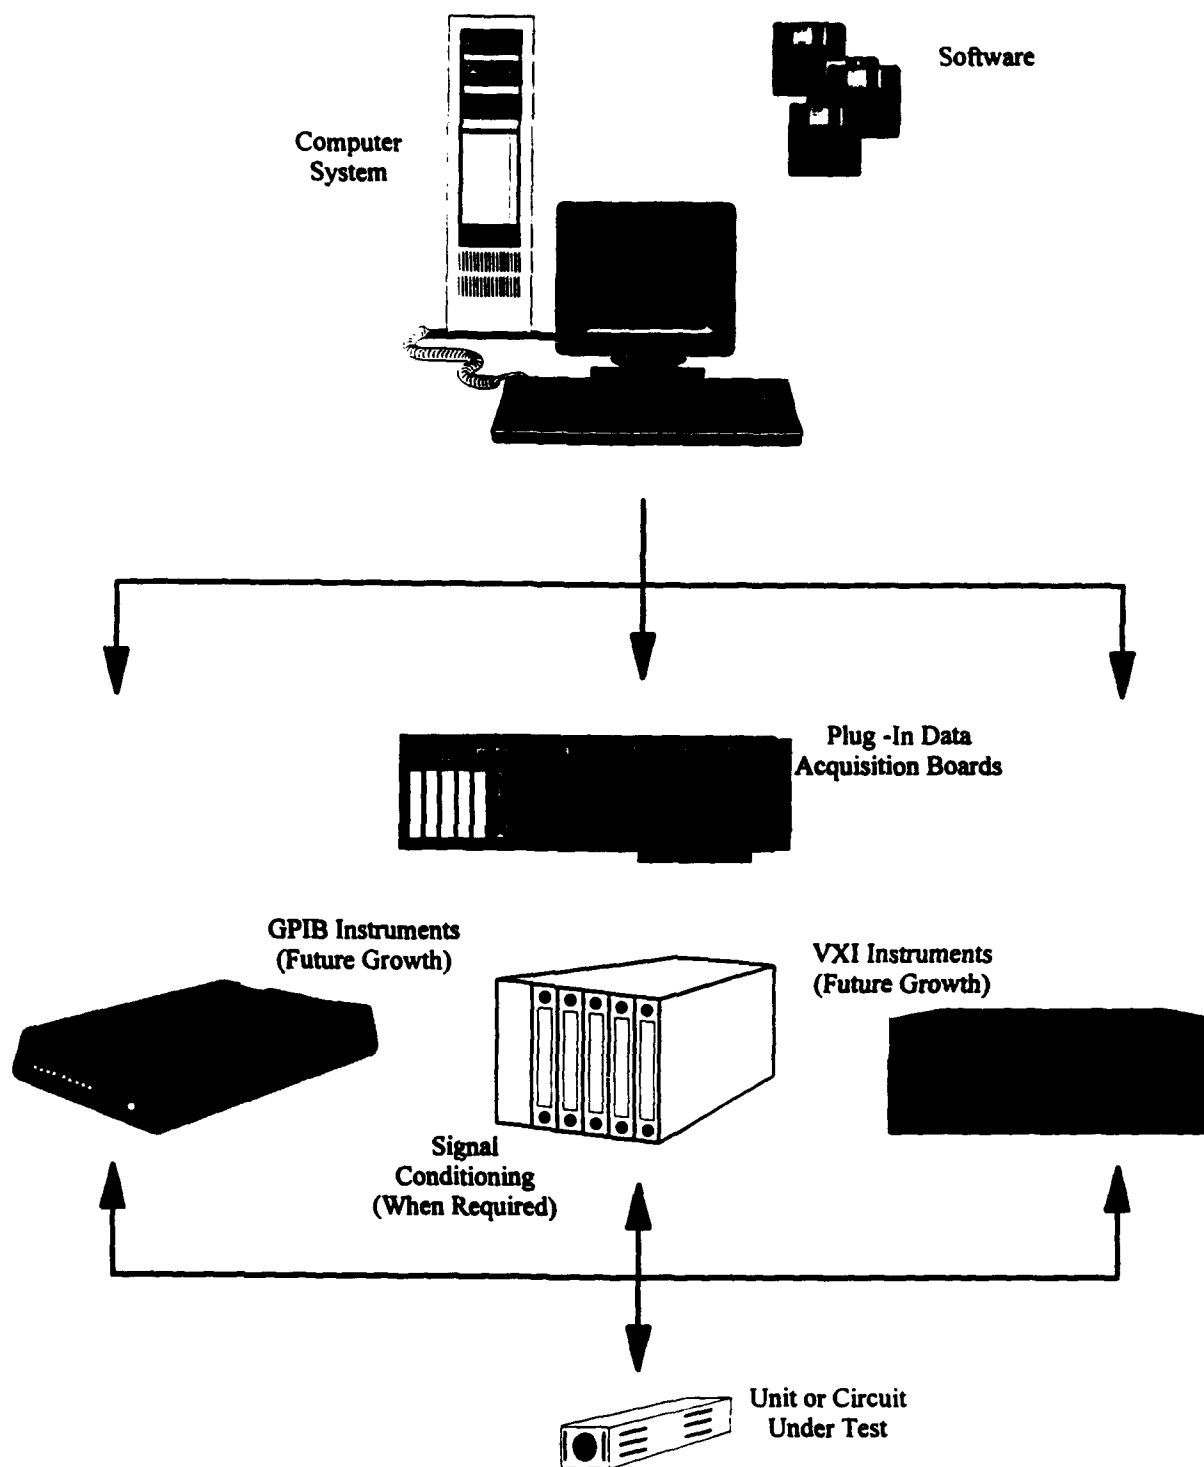 Software
Computer
System
Plug -In Data
Acquisition Boards
GPIB Instruments
(Future Growth)
VXI Instruments
(Future Growth)
Signal
Conditioning
(When Required)
Unit or Circuit
Under Test